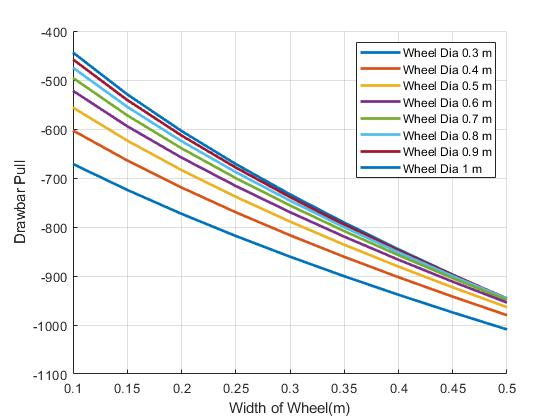 -400
-500
-600
-700
-800
-900
-1000
-1100
Drawbar Pull
Wheel Dia 0.3 m
Wheel Dia 0.4 m
Wheel Dia 0.5 m
Wheel Dia 0.6 m
Wheel Dia 0.7 m
Wheel Dia 0.8 m
Wheel Dia 0.9 m
Wheel Dia 1 m
0.1 0.15 0.2 0.25 0.3 0.35 0.4 0.45 0.5
Width of Wheel(m)